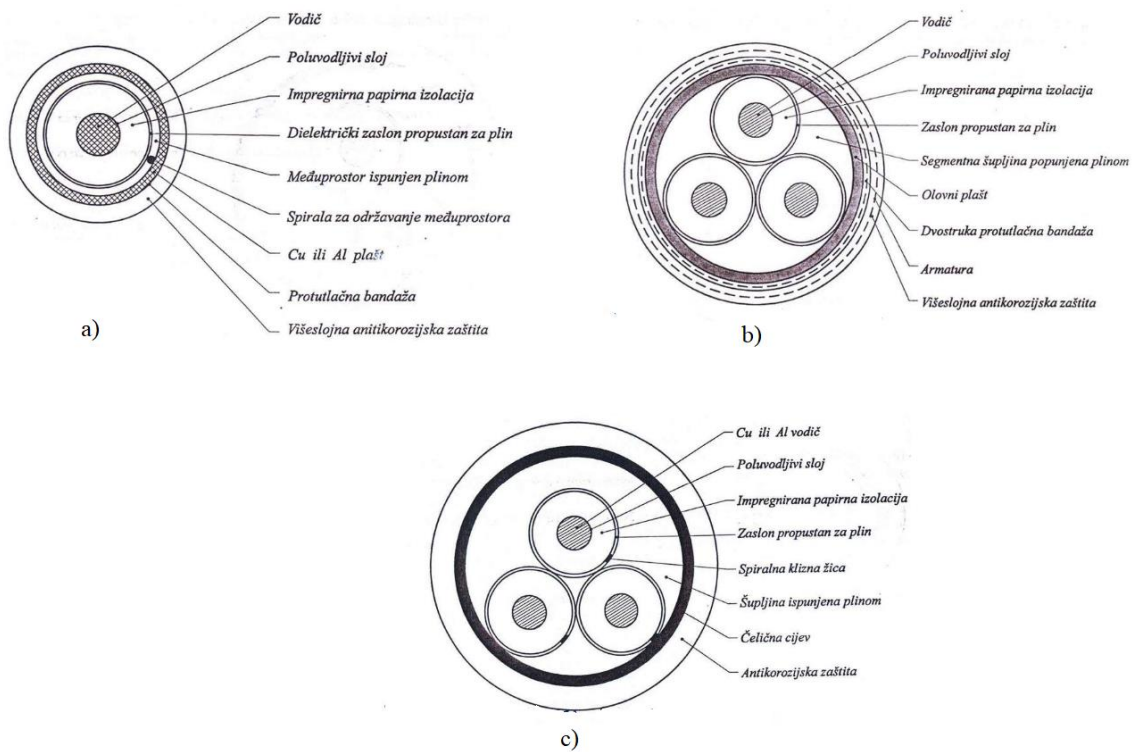 Vodič
Poluvodljivi sloj
Impregnirna papirna izolacija
Dielektrički zaslon propustan za plin
Međuprostor ispunjen plinom
Spirala za održavanje međuprostora
Cu ili Al plašt
Protutlačna bandaža
Višeslojna anitikorozijska zaštita
a)
Vodič
Poluvodljivi sloj
Impregnirana papirna izolacija
Zaslon propustan za plin
Segmentna šupljina popunjena plinom
Olovni plašt
Dvostruka protutlačna bandaža
Armatura
Višeslojna antikorozijska zaštita
b)
Cu ili Al vodič
Poluvodljivi sloj
Impregnirana papirna izolacija
Zaslon propustan za plin
Spiralna klizna žica
Šupljina ispunjena plinom
Čelična cijev
Antikorozijska zaštita
c)